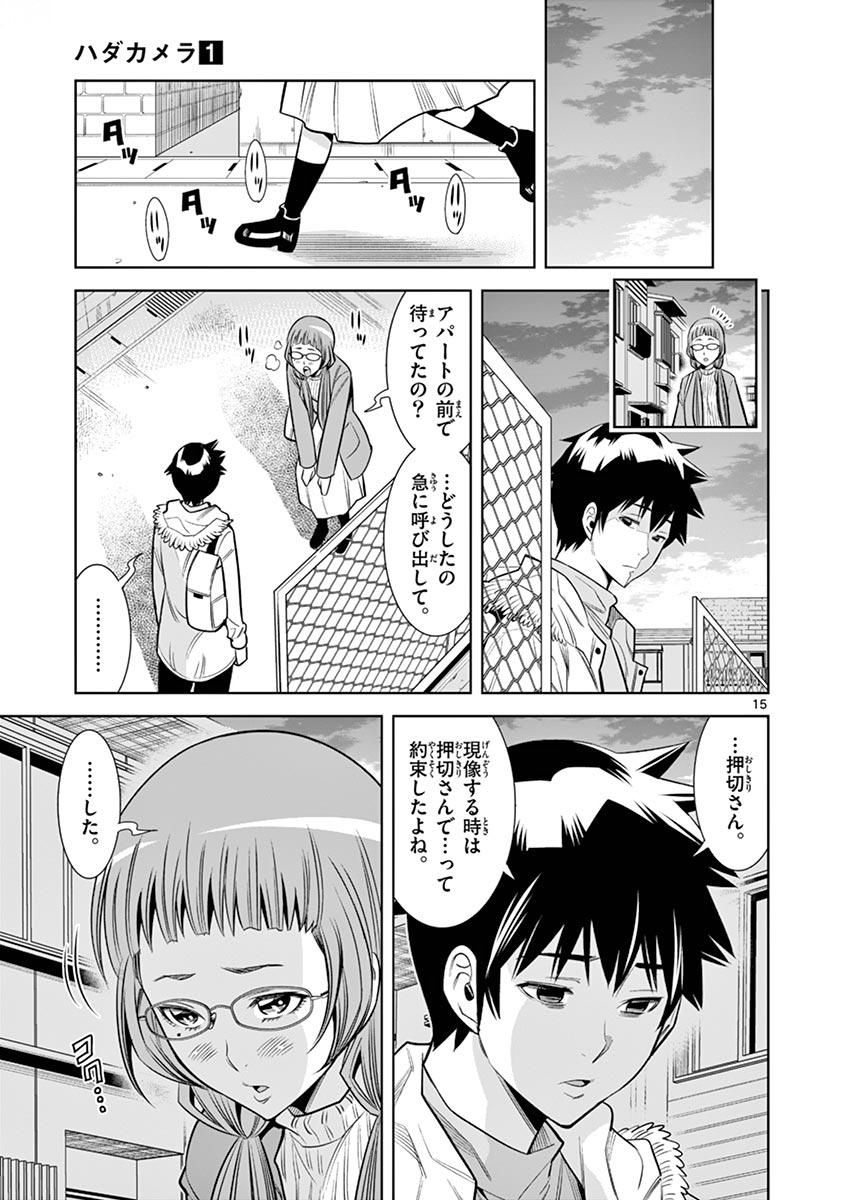 ハダカメラ1
タッ
タッ
タッ
アパートの前で
待ってたの？
…どうしたの
急に呼び出して。
………
15
…押切さん。
現像する時は
押切さんで…って
約束したよね。
……した。
コク…